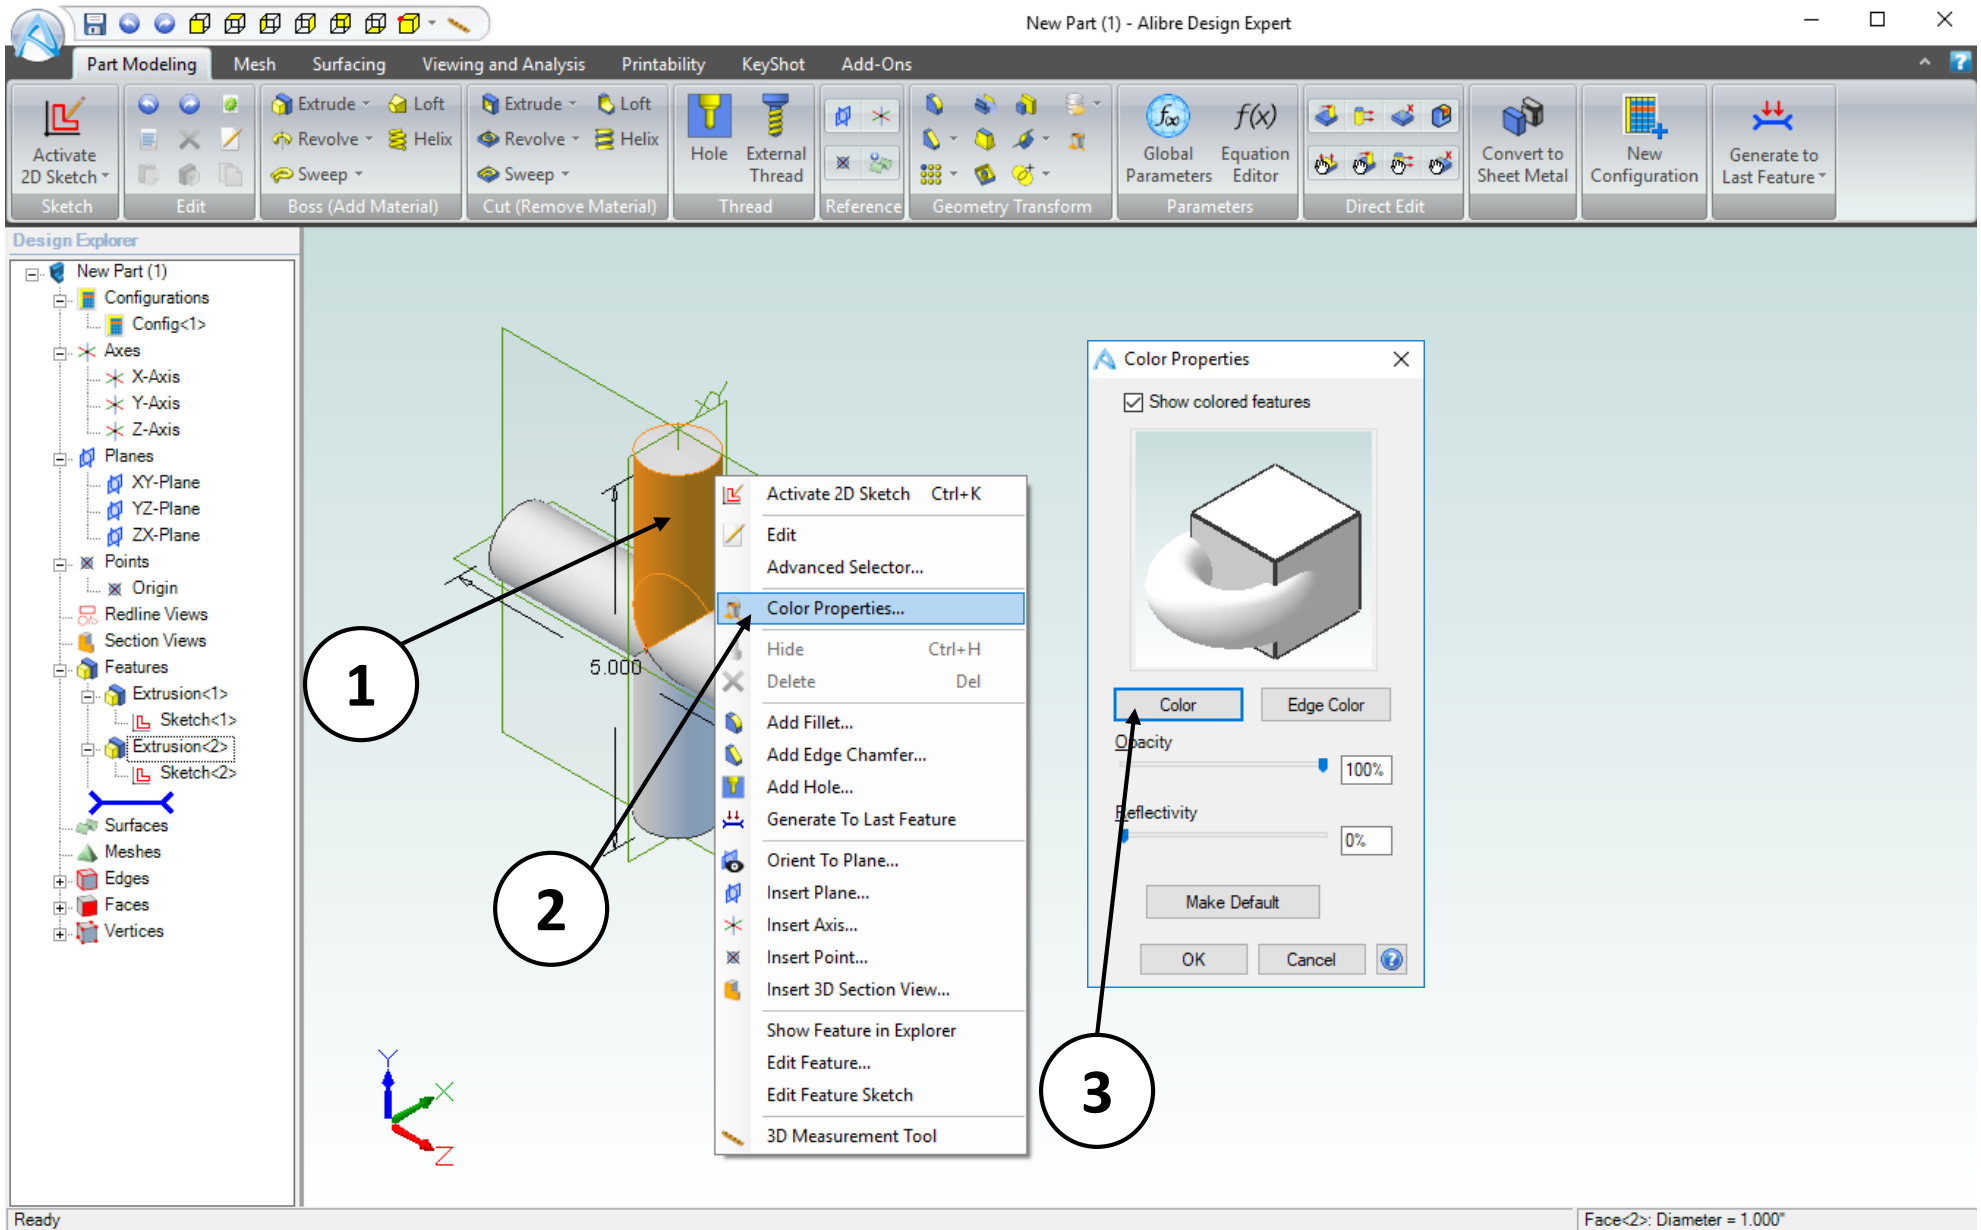 New Part (1) - Alibre Design Expert
Part Modeling Mesh Surfacing Viewing and Analysis Printability KeyShot Add-Ons
Activate 2D Sketch
Sketch
Edit
Extrude Loft
Revolve Helix
Sweep
Boss (Add Material)
Extrude Loft
Revolve Helix
Sweep
Cut (Remove Material)
Hole
External Thread
Thread
Reference
Geometry Transform
f(x)
Global Parameters
Equation Editor
Parameters
Direct Edit
Convert to Sheet Metal
New Configuration
Generate to Last Feature
Design Explorer
New Part (1)
Configurations
Config<1>
Axes
X-Axis
Y-Axis
Z-Axis
Planes
XY-Plane
YZ-Plane
ZX-Plane
Points
Origin
Redline Views
Section Views
Features
Extrusion<1>
Sketch<1>
Extrusion<2>
Sketch<2>
Surfaces
Meshes
Edges
Faces
Vertices
1
2
3
5.000
Y
X
Z
Activate 2D Sketch Ctrl+K
Edit
Advanced Selector...
Color Properties...
Hide Ctrl+H
Delete Del
Add Fillet...
Add Edge Chamfer...
Add Hole...
Generate To Last Feature
Orient To Plane...
Insert Plane...
Insert Axis...
Insert Point...
Insert 3D Section View...
Show Feature in Explorer
Edit Feature...
Edit Feature Sketch
3D Measurement Tool
Color Properties
Show colored features
Color Edge Color
Opacity
100%
Reflectivity
0%
Make Default
OK Cancel
Ready
Face<2>: Diameter = 1.000"